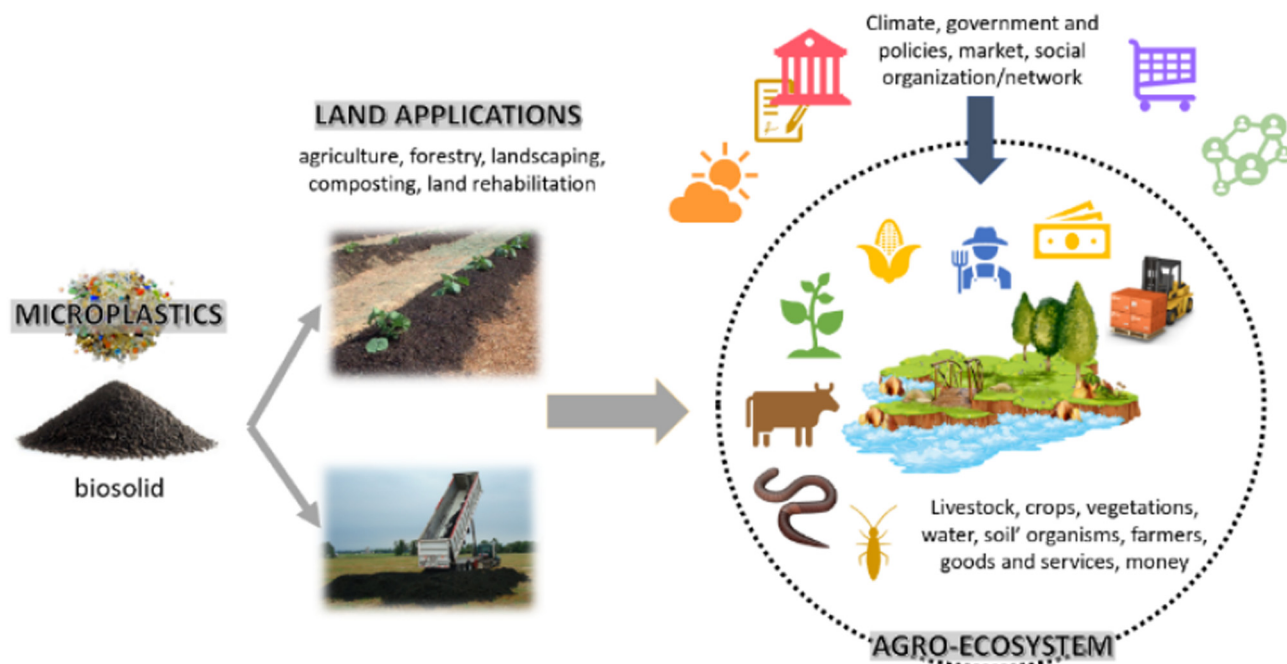 MICROPLASTICS
biosolid
LAND APPLICATIONS
agriculture, forestry, landscaping,
composting, land rehabilitation
Climate, government and
policies, market, social
organization/network
Livestock, crops, vegetations,
water, soil’ organisms, farmers,
goods and services, money
AGRO-ECOSYSTEM